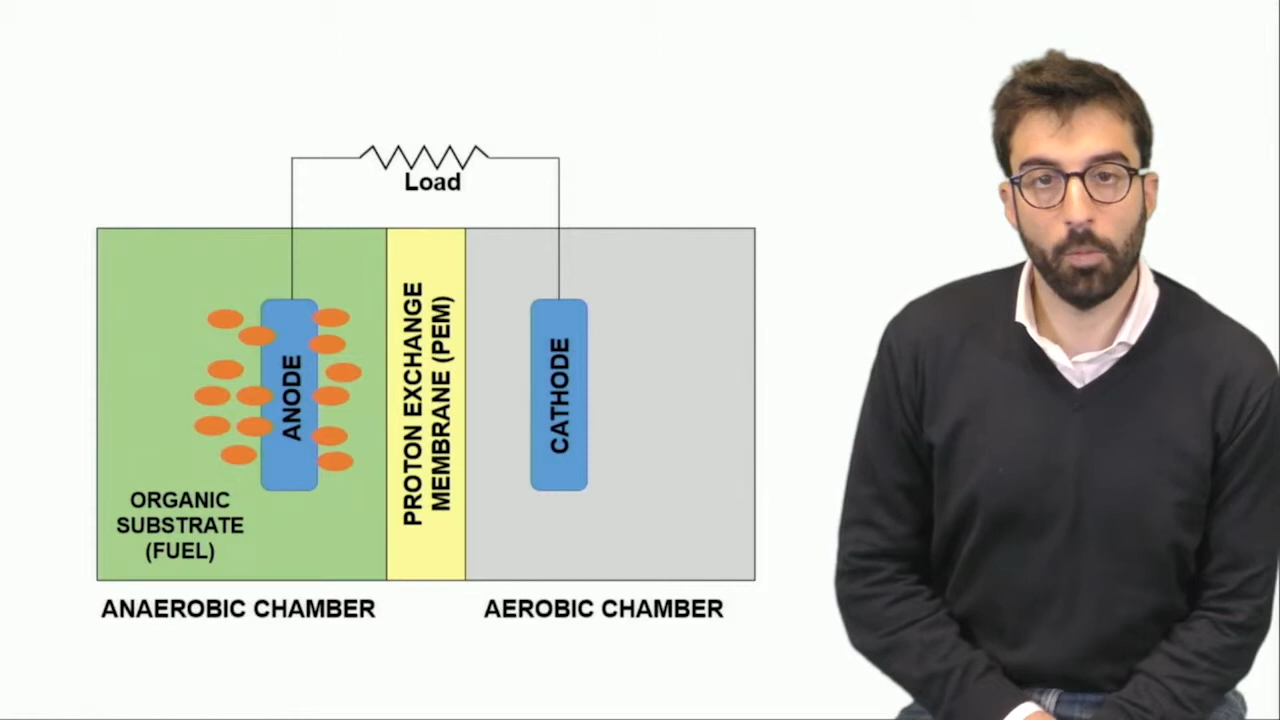 Load
ANODE
PROTON EXCHANGE
MEMBRANE (PEM)
CATHODE
ORGANIC
SUBSTRATE
(FUEL)
ANAEROBIC CHAMBER
AEROBIC CHAMBER